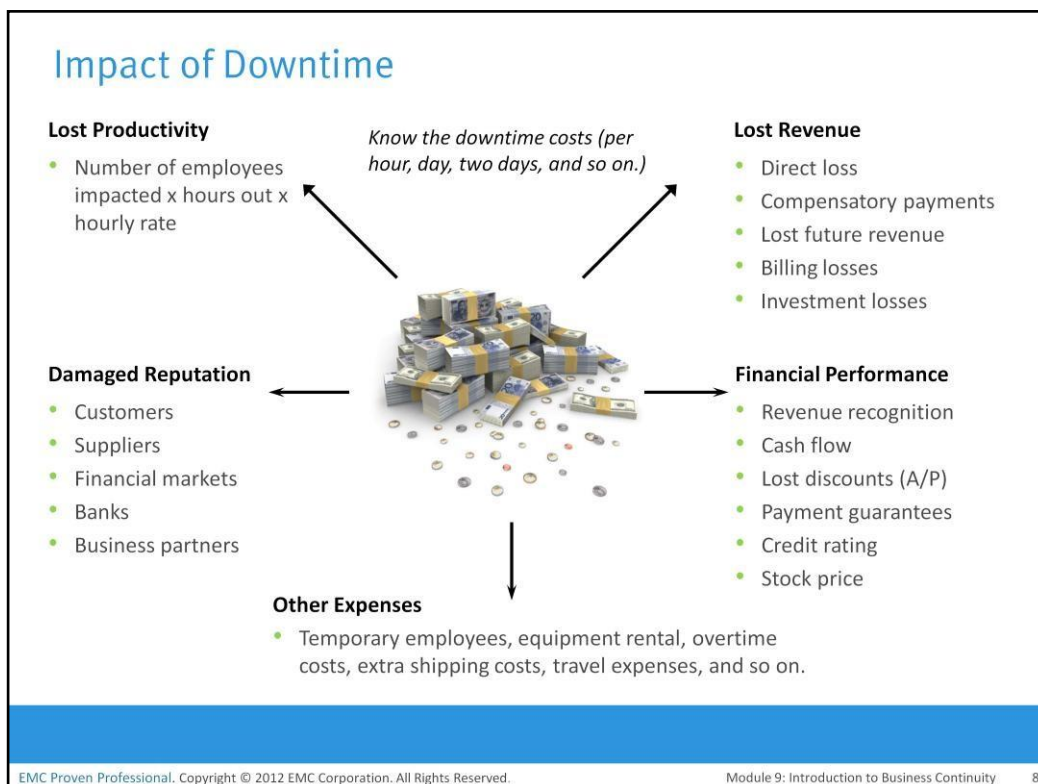 Impact of Downtime
Lost Productivity
• Number of employees
impacted x hours out x
hourly rate
Know the downtime costs (per
hour, day, two days, and so on.)
Lost Revenue
• Direct loss
• Compensatory payments
• Lost future revenue
• Billing losses
• Investment losses
Damaged Reputation
• Customers
• Suppliers
• Financial markets
• Banks
• Business partners
Financial Performance
• Revenue recognition
• Cash flow
• Lost discounts (A/P)
• Payment guarantees
• Credit rating
• Stock price
Other Expenses
• Temporary employees, equipment rental, overtime
costs, extra shipping costs, travel expenses, and so on.
EMC Proven Professional. Copyright © 2012 EMC Corporation. All Rights Reserved.
Module 9: Introduction to Business Continuity 8